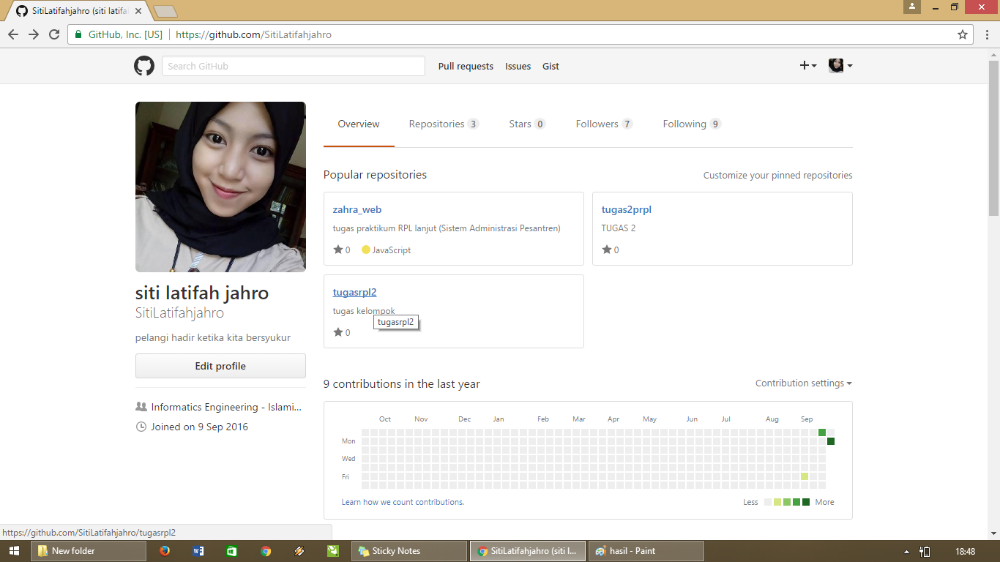 SitiLatifahjahro (siti latifa
GitHub, Inc. [US] https://github.com/SitiLatifahjahro
Search GitHub Pull requests Issues Gist
Overview Repositories 3 Stars 0 Followers 7 Following 9
Popular repositories Customize your pinned repositories
zahra_web
tugas praktikum RPL lanjut (Sistem Administrasi Pesantren)
0 JavaScript
tugas2prpl
TUGAS 2
0
tugasrpl2
tugas kelompok
tugasrpl2
0
siti latifah jahro
SitiLatifahjahro
pelangi hadir ketika kita bersyukur
Edit profile
Informatics Engineering - Islami...
Joined on 9 Sep 2016
9 contributions in the last year Contribution settings
Oct Nov Dec Jan Feb Mar Apr May Jun Jul Aug Sep
Mon
Wed
Fri
Learn how we count contributions. Less More
https://github.com/SitiLatifahjahro/tugasrpl2
New folder Sticky Notes SitiLatifahjahro (siti l... hasil - Paint 18:48